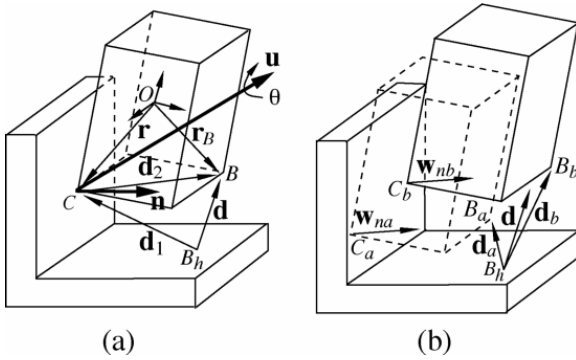 u
θ
O
r
r_B
d_2
B
C
n
d
d_1
B_h
(a)
w_nb
C_b
B_b
B_a
d
d_b
w_na
d_a
C_a
B_h
(b)